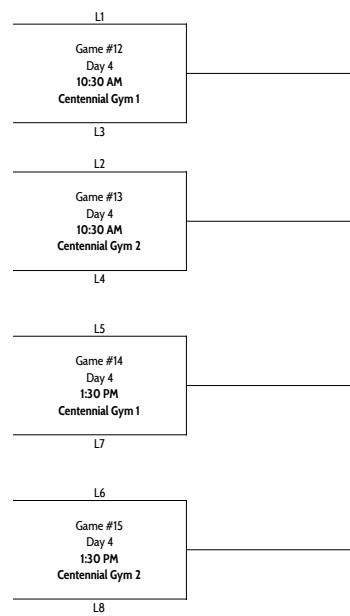 L1
Game #12
Day 4
10:30 AM
Centennial Gym 1
L3
L2
Game #13
Day 4
10:30 AM
Centennial Gym 2
L4
L5
Game #14
Day 4
1:30 PM
Centennial Gym 1
L7
L6
Game #15
Day 4
1:30 PM
Centennial Gym 2
L8